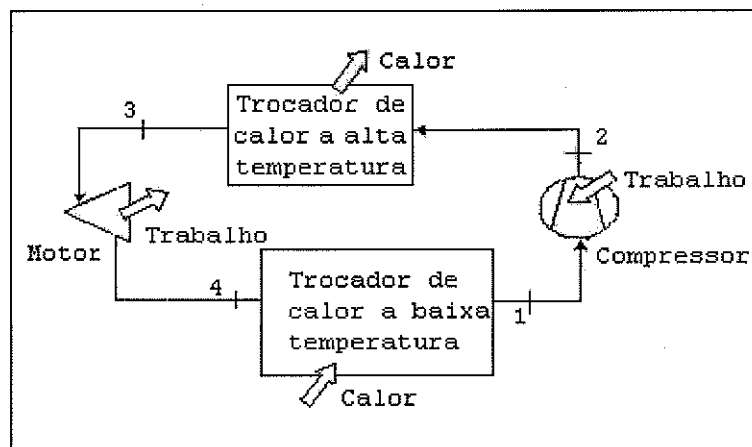 Calor
Trocador de
calor a alta
temperatura
3
2
Trabalho
Trabalho
Motor
Compressor
4
Trocador de
calor a baixa
temperatura
1
Calor